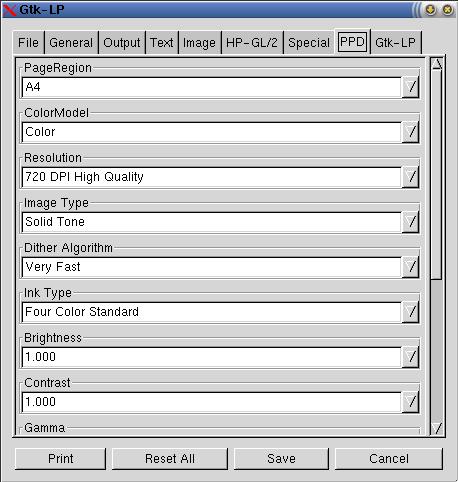 Gtk-LP
File General Output Text Image HP-GL/2 Special PPD Gtk-LP
PageRegion
A4
ColorModel
Color
Resolution
720 DPI High Quality
Image Type
Solid Tone
Dither Algorithm
Very Fast
Ink Type
Four Color Standard
Brightness
1.000
Contrast
1.000
Gamma
Print Reset All Save Cancel